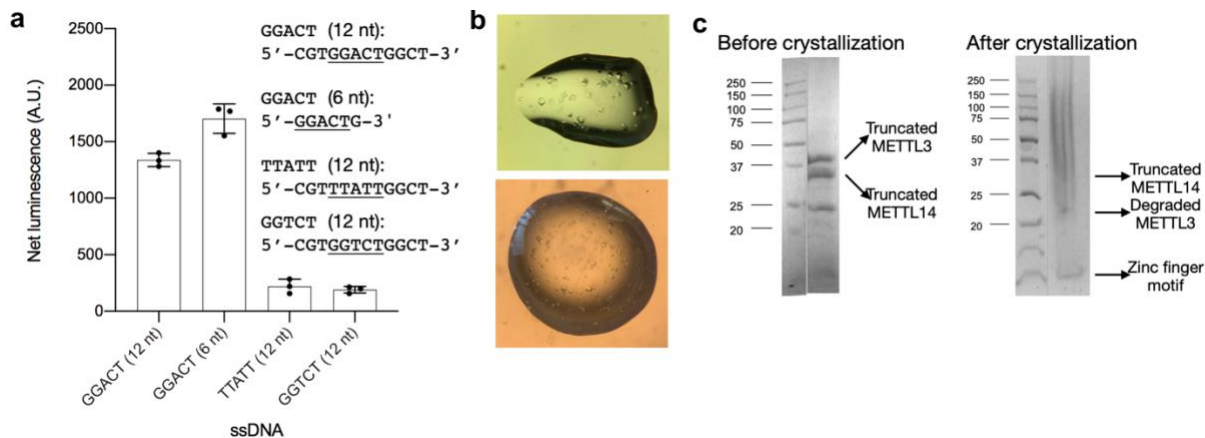 a
2500
2000
1500
1000
500
0
Net luminescence (A.U.)
GGACT (12 nt):
5’-CGTGGACTGGCT-3’
GGACT (6 nt):
5’-GGACTG-3'
TTATT (12 nt):
5’-CGTTTATTGGCT-3’
GGTCT (12 nt):
5’-CGTGGTCTGGCT-3’
GGACT (12 nt)
GGACT (6 nt)
TTATT (12 nt)
GGTCT (12 nt)
ssDNA
b
c
Before crystallization
250
150
100
75
50
37
25
20
Truncated
METTL3
Truncated
METTL14
After crystallization
250
150
100
75
50
37
25
20
Truncated
METTL14
Degraded
METTL3
Zinc finger
motif